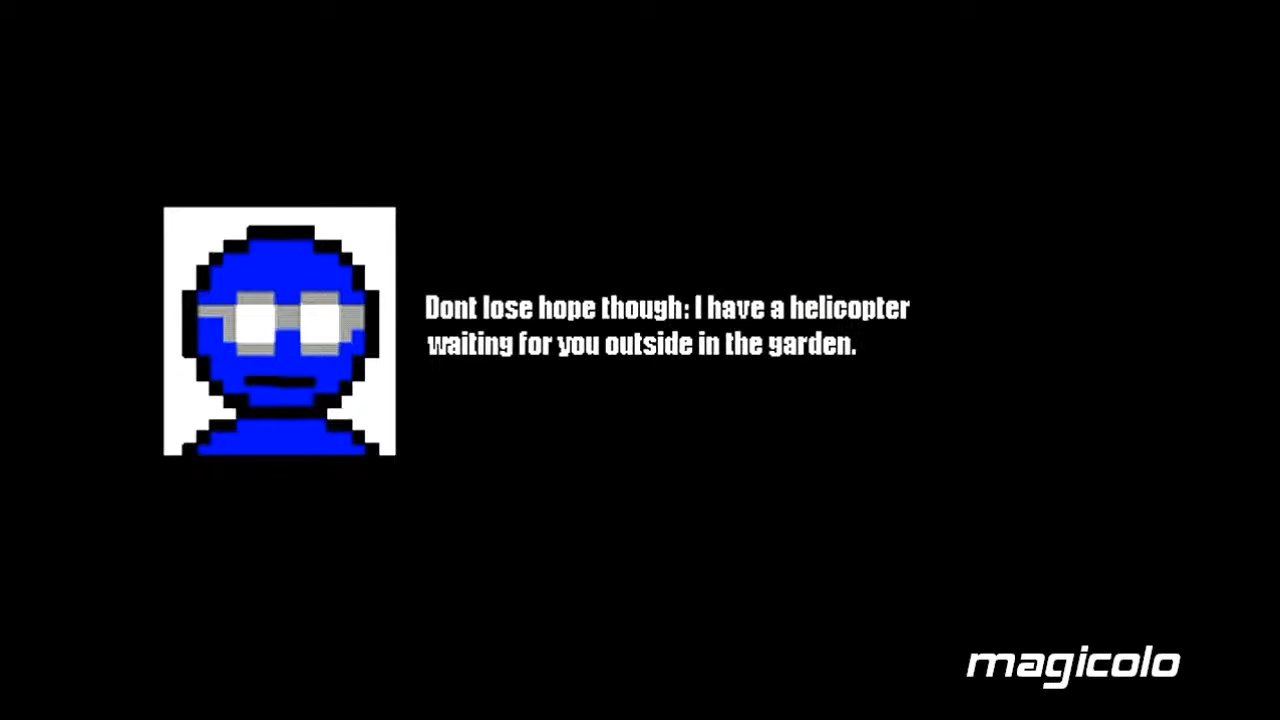 Dont lose hope though: I have a helicopter
waiting for you outside in the garden.
magicolo